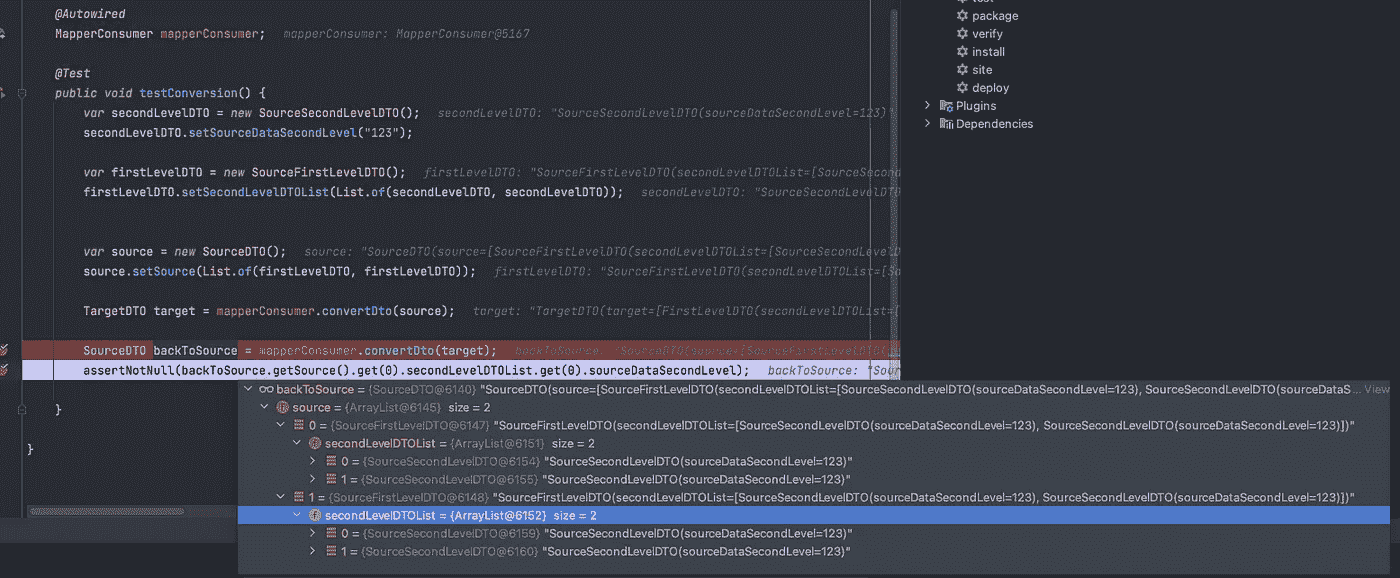 @Autowired
MapperConsumer mapperConsumer; mapperConsumer: MapperConsumer@5167
@Test
public void testConversion() {
var secondLevelDTO = new SourceSecondLevelDTO(); secondLevelDTO: "SourceSecondLevelDTO(sourceDataSecondLevel=123)"
secondLevelDTO.setSourceDataSecondLevel("123");
var firstLevelDTO = new SourceFirstLevelDTO(); firstLevelDTO: "SourceFirstLevelDTO(secondLevelDTOList=[SourceSecond
firstLevelDTO.setSecondLevelDTOList(List.of(secondLevelDTO, secondLevelDTO)); secondLevelDTO: "SourceSecondLevelDTO
var source = new SourceDTO(); source: "SourceDTO(source=[SourceFirstLevelDTO(secondLevelDTOList=[SourceSecondLevelD
source.setSource(List.of(firstLevelDTO, firstLevelDTO)); firstLevelDTO: "SourceFirstLevelDTO(secondLevelDTOList=[So
TargetDTO target = mapperConsumer.convertDto(source); target: "TargetDTO(target=[FirstLevelDTO(secondLevelDTOList=[
SourceDTO backToSource = mapperConsumer.convertDto(target); backToSource: "SourceDTO(source=[SourceFirstLevelDTO(secondLevelDTOList=
assertNotNull(backToSource.getSource().get(0).secondLevelDTOList.get(0).sourceDataSecondLevel); backToSource: "Sour
}
}
backToSource = {SourceDTO@6140} "SourceDTO(source=[SourceFirstLevelDTO(secondLevelDTOList=[SourceSecondLevelDTO(sourceDataSecondLevel=123), SourceSecondLevelDTO(sourceDataS... View
source = {ArrayList@6145} size = 2
0 = {SourceFirstLevelDTO@6147} "SourceFirstLevelDTO(secondLevelDTOList=[SourceSecondLevelDTO(sourceDataSecondLevel=123), SourceSecondLevelDTO(sourceDataSecondLevel=123)])"
secondLevelDTOList = {ArrayList@6151} size = 2
0 = {SourceSecondLevelDTO@6154} "SourceSecondLevelDTO(sourceDataSecondLevel=123)"
1 = {SourceSecondLevelDTO@6155} "SourceSecondLevelDTO(sourceDataSecondLevel=123)"
1 = {SourceFirstLevelDTO@6148} "SourceFirstLevelDTO(secondLevelDTOList=[SourceSecondLevelDTO(sourceDataSecondLevel=123), SourceSecondLevelDTO(sourceDataSecondLevel=123)])"
secondLevelDTOList = {ArrayList@6152} size = 2
0 = {SourceSecondLevelDTO@6159} "SourceSecondLevelDTO(sourceDataSecondLevel=123)"
1 = {SourceSecondLevelDTO@6160} "SourceSecondLevelDTO(sourceDataSecondLevel=123)"
test
package
verify
install
site
deploy
Plugins
Dependencies